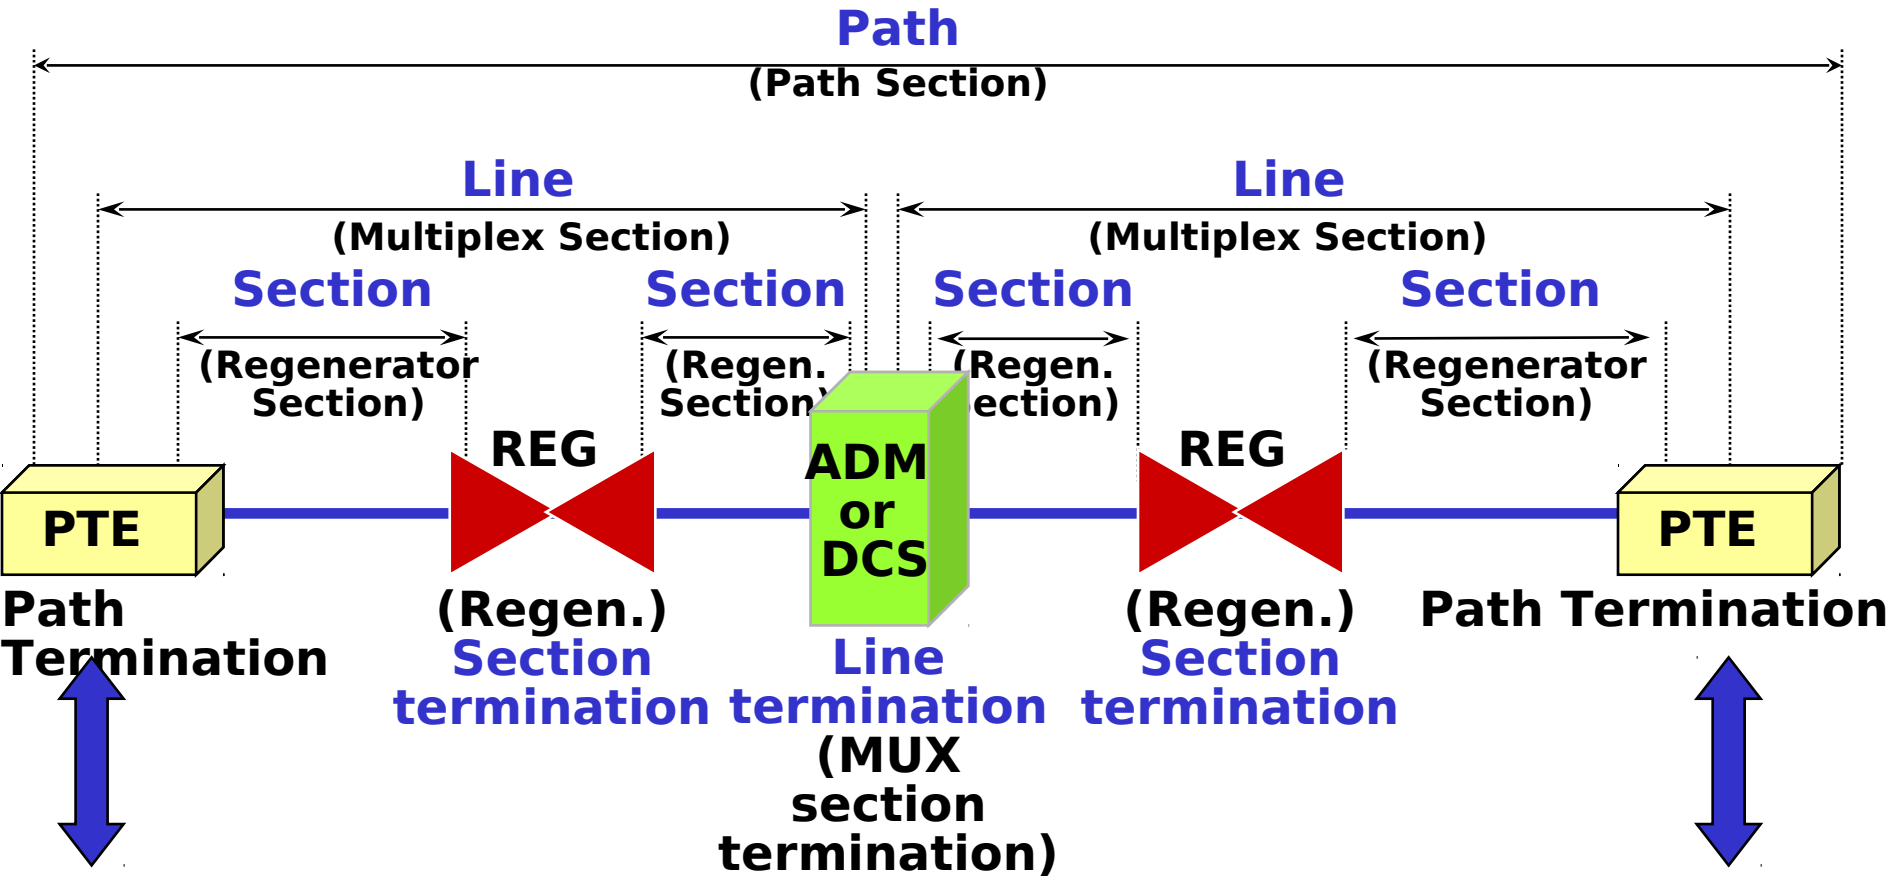 Path
(Path Section)
Line
Line
(Multiplex Section)
(Multiplex Section)
Section
Section
Section
Section
(Regenerator
Section)
(Regen.
Section)
(Regen.
ection)
(Regenerator
Section)
REG
REG
PTE
ADM
or
DCS
PTE
Path
Termination
(Regen.)
Section
termination
Line
termination
(MUX
section
termination)
(Regen.)
Section
termination
Path Termination